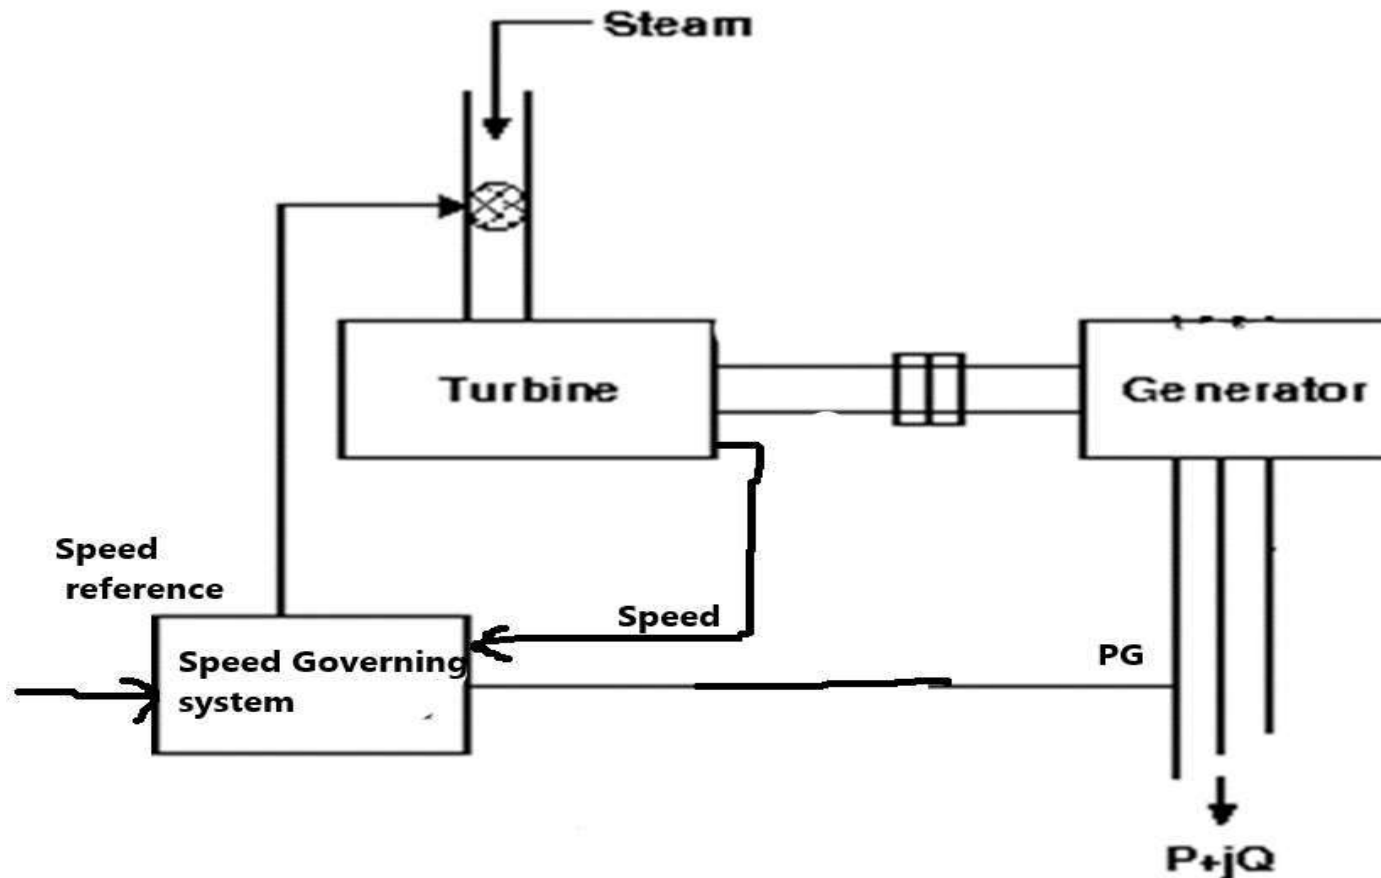 Steam
Turbine
Generator
Speed
reference
Speed
Speed Governing
system
PG
P+jQ